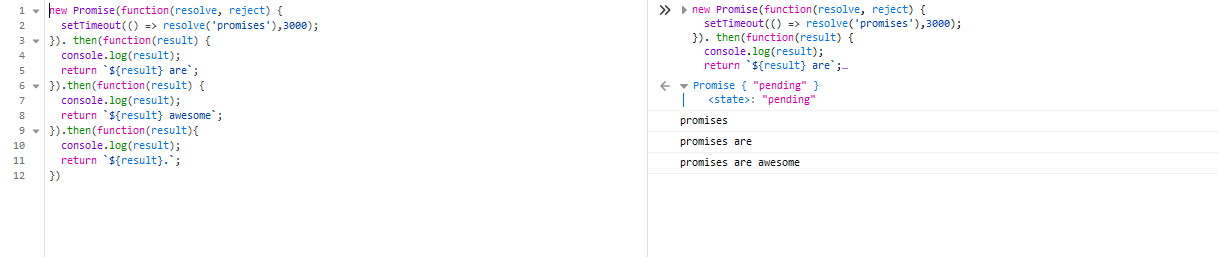 1 new Promise(function(resolve, reject) {
2 setTimeout(() => resolve('promises'),3000);
3 }). then(function(result) {
4 console.log(result);
5 return `${result} are`;
6 }).then(function(result) {
7 console.log(result);
8 return `${result} awesome`;
9 }).then(function(result){
10 console.log(result);
11 return `${result}.`;
12 })
new Promise(function(resolve, reject) {
setTimeout(() => resolve('promises'),3000);
}). then(function(result) {
console.log(result);
return `${result} are`;…
Promise { "pending" }
<state>: "pending"
promises
promises are
promises are awesome